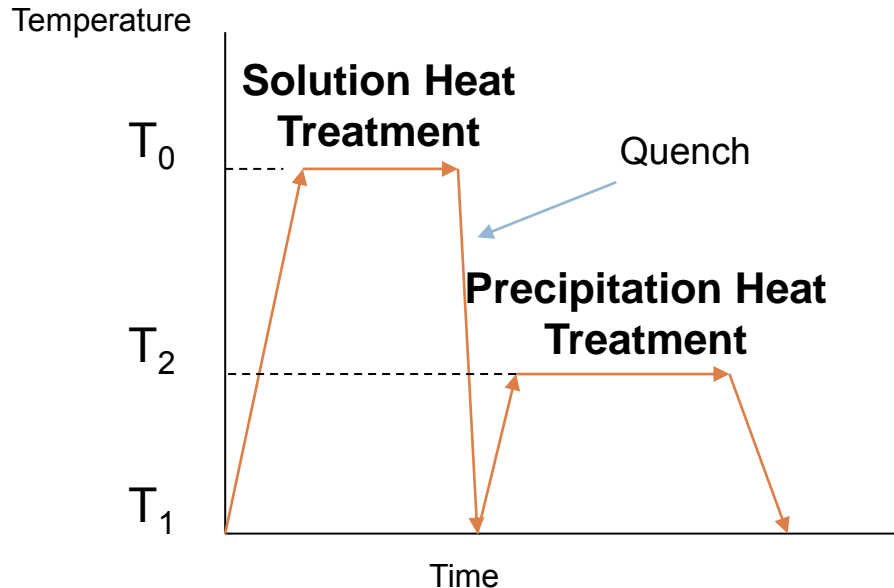 Temperature
Solution Heat
Treatment
T₀
Quench
Precipitation Heat
Treatment
T₂
T₁
Time